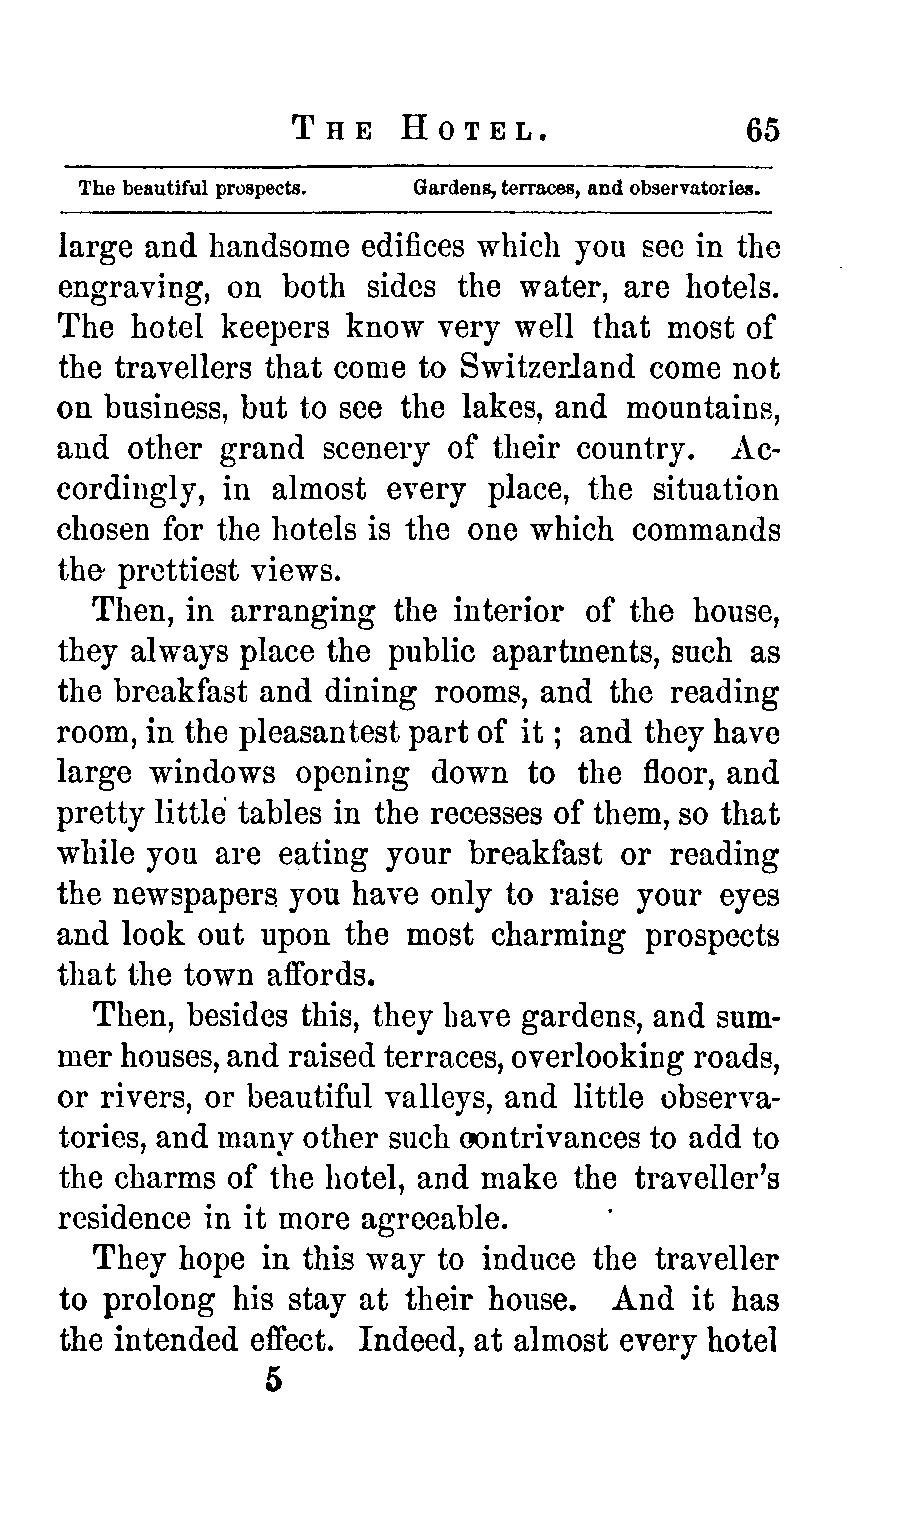 THE HOTEL. 65
The beautiful prospects. Gardens, terraces, and observatories.
large and handsome edifices which you see in the
engraving, on both sides the water, are hotels.
The hotel keepers know very well that most of
the travellers that come to Switzerland come not
on business, but to see the lakes, and mountains,
and other grand scenery of their country. Ac-
cordingly, in almost every place, the situation
chosen for the hotels is the one which commands
the prettiest views.
Then, in arranging the interior of the house,
they always place the public apartments, such as
the breakfast and dining rooms, and the reading
room, in the pleasantest part of it; and they have
large windows opening down to the floor, and
pretty little tables in the recesses of them, so that
while you are eating your breakfast or reading
the newspapers you have only to raise your eyes
and look out upon the most charming prospects
that the town affords.
Then, besides this, they have gardens, and sum-
mer houses, and raised terraces, overlooking roads,
or rivers, or beautiful valleys, and little observa-
tories, and many other such contrivances to add to
the charms of the hotel, and make the traveller's
residence in it more agreeable.
They hope in this way to induce the traveller
to prolong his stay at their house. And it has
the intended effect. Indeed, at almost every hotel
5